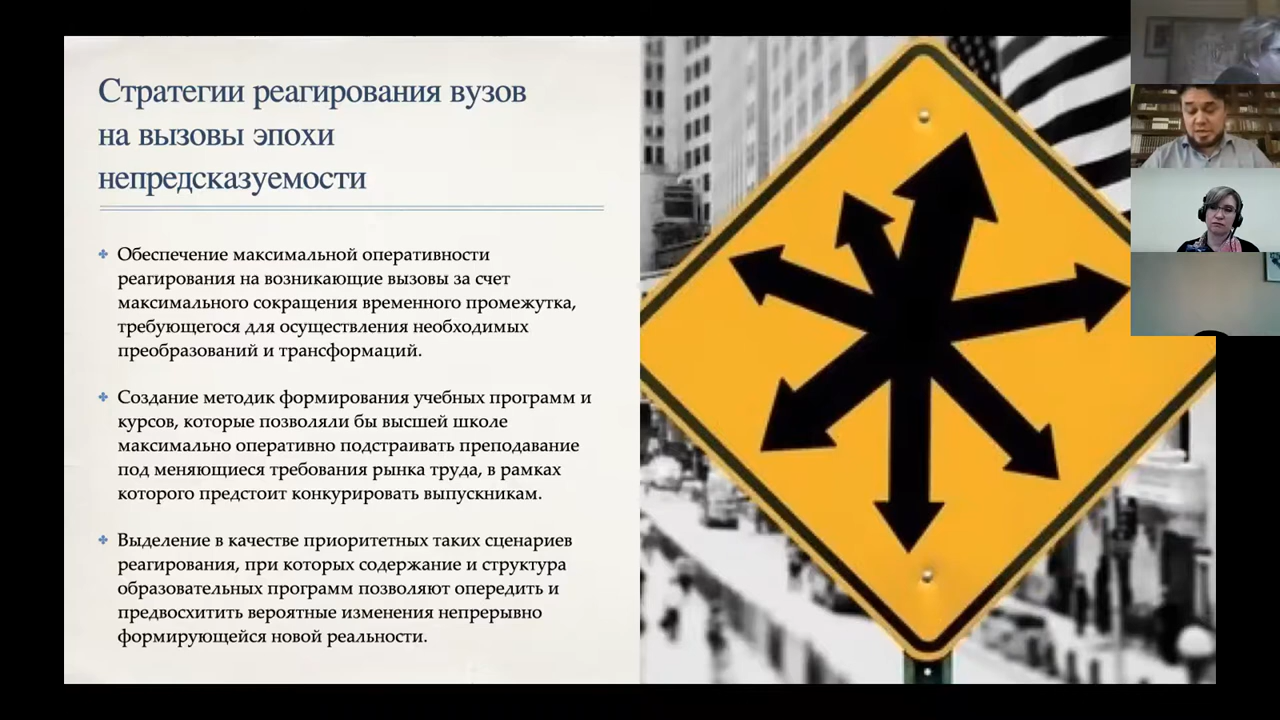 Стратегии реагирования вузов
на вызовы эпохи
непредсказуемости
Обеспечение максимальной оперативности
реагирования на возникающие вызовы за счет
максимального сокращения временного промежутка,
требующегося для осуществления необходимых
преобразований и трансформаций.
Создание методик формирования учебных программ и
курсов, которые позволяли бы высшей школе
максимально оперативно подстраивать преподавание
под меняющиеся требования рынка труда, в рамках
которого предстоит конкурировать выпускникам.
Выделение в качестве приоритетных таких сценариев
реагирования, при которых содержание и структура
образовательных программ позволяют опередить и
предвосхитить вероятные изменения непрерывно
формирующейся новой реальности.